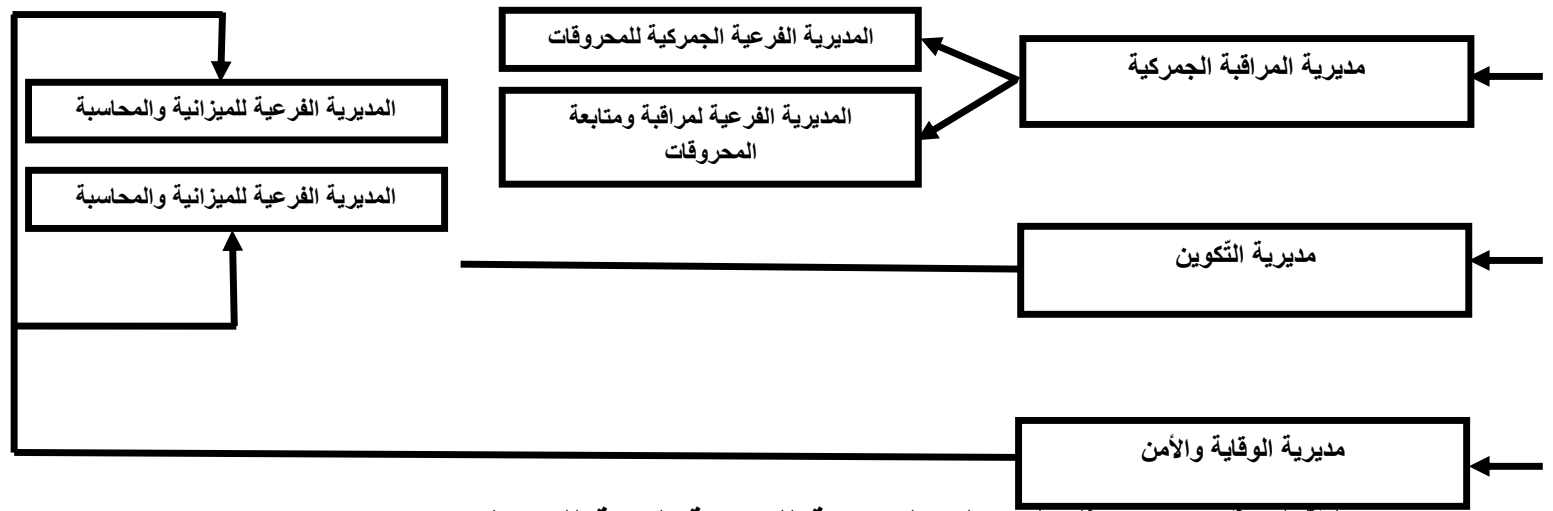 مديرية المراقبة الجمركية
المديرية الفرعية الجمركية للمحروقات
المديرية الفرعية لمراقبة ومتابعة
المحروقات
المديرية الفرعية للميزانية والمحاسبة
المديرية الفرعية للميزانية والمحاسبة
مديرية التّكوين
مديرية الوقاية والأمن